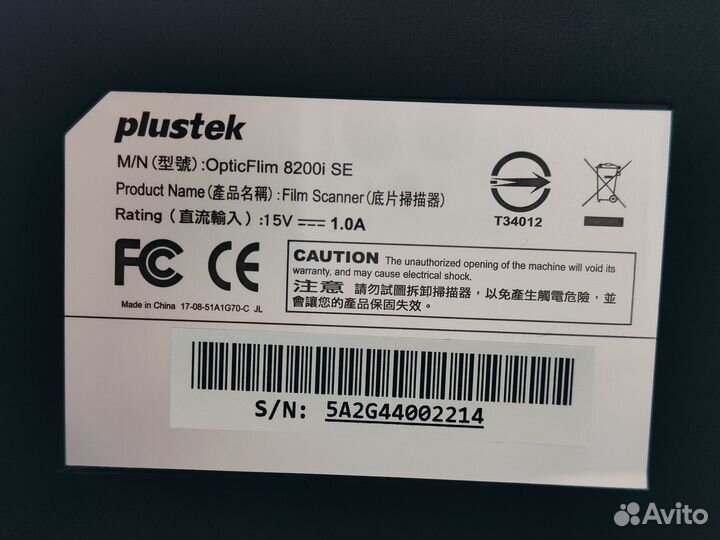 plustek
M/N(型號):OpticFlim 8200i SE
Product Name(產品名稱):Film Scanner(底片掃描器)
Rating (直流輸入) :15V 1.0A
T34012
FC CE
CAUTION The unauthorized opening of the machine will void its
warranty, and may cause electrical shock.
注意 請勿試圖拆卸掃描器，以免產生觸電危險，並
會讓您的產品保固失效。
Made in China 17-08-51A1G70-C JL
S/N: 5A2G44002214
Avito